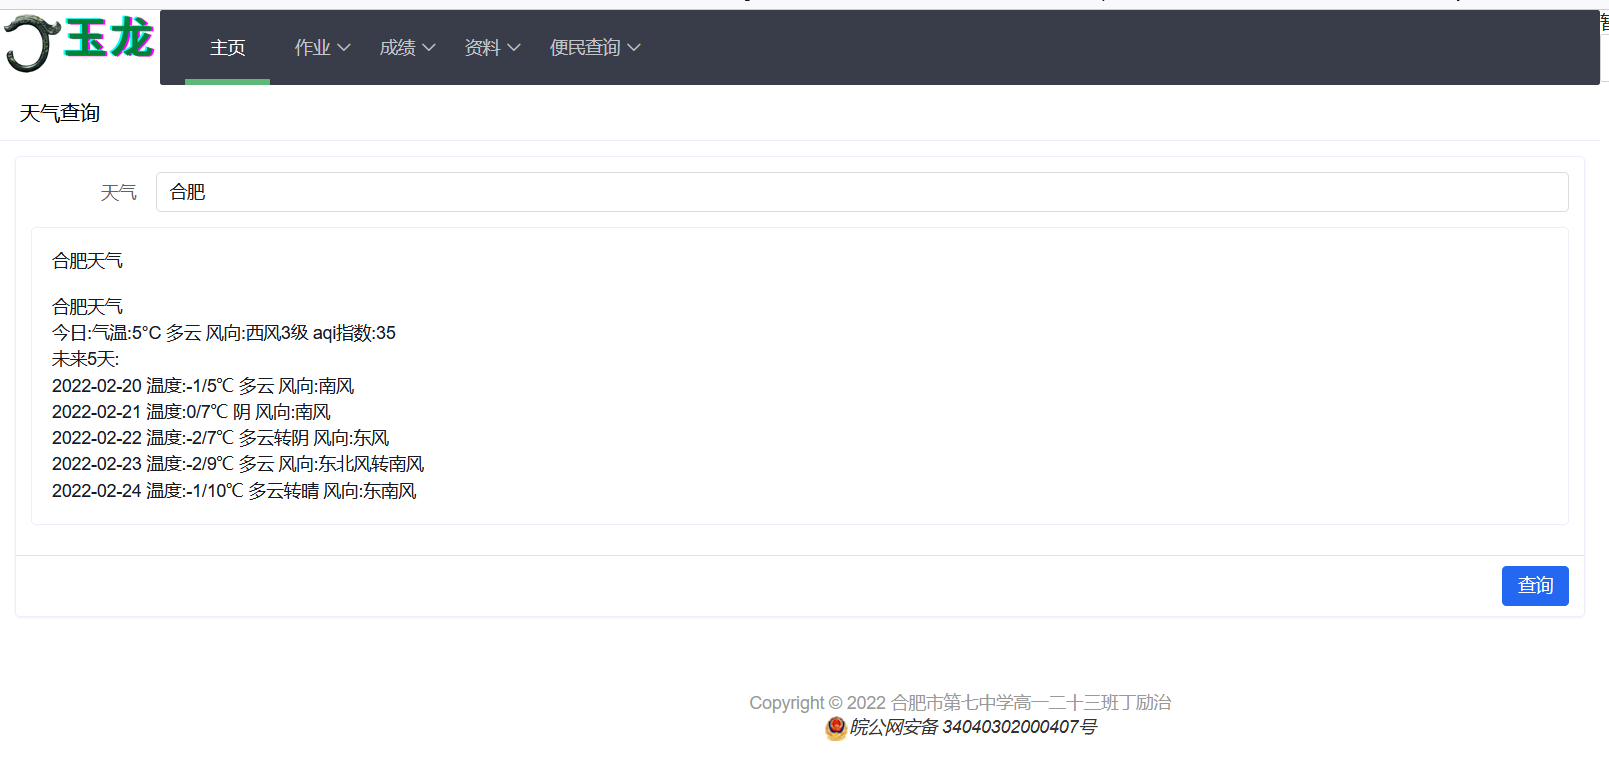 玉龙
主页 作业 成绩 资料 便民查询
天气查询
天气 合肥
合肥天气
合肥天气
今日:气温:5°C 多云 风向:西风3级 aqi指数:35
未来5天:
2022-02-20 温度:-1/5℃ 多云 风向:南风
2022-02-21 温度:0/7℃ 阴 风向:南风
2022-02-22 温度:-2/7℃ 多云转阴 风向:东风
2022-02-23 温度:-2/9℃ 多云 风向:东北风转南风
2022-02-24 温度:-1/10℃ 多云转晴 风向:东南风
查询
Copyright © 2022 合肥市第七中学高一二十三班丁励治
皖公网安备 34040302000407号